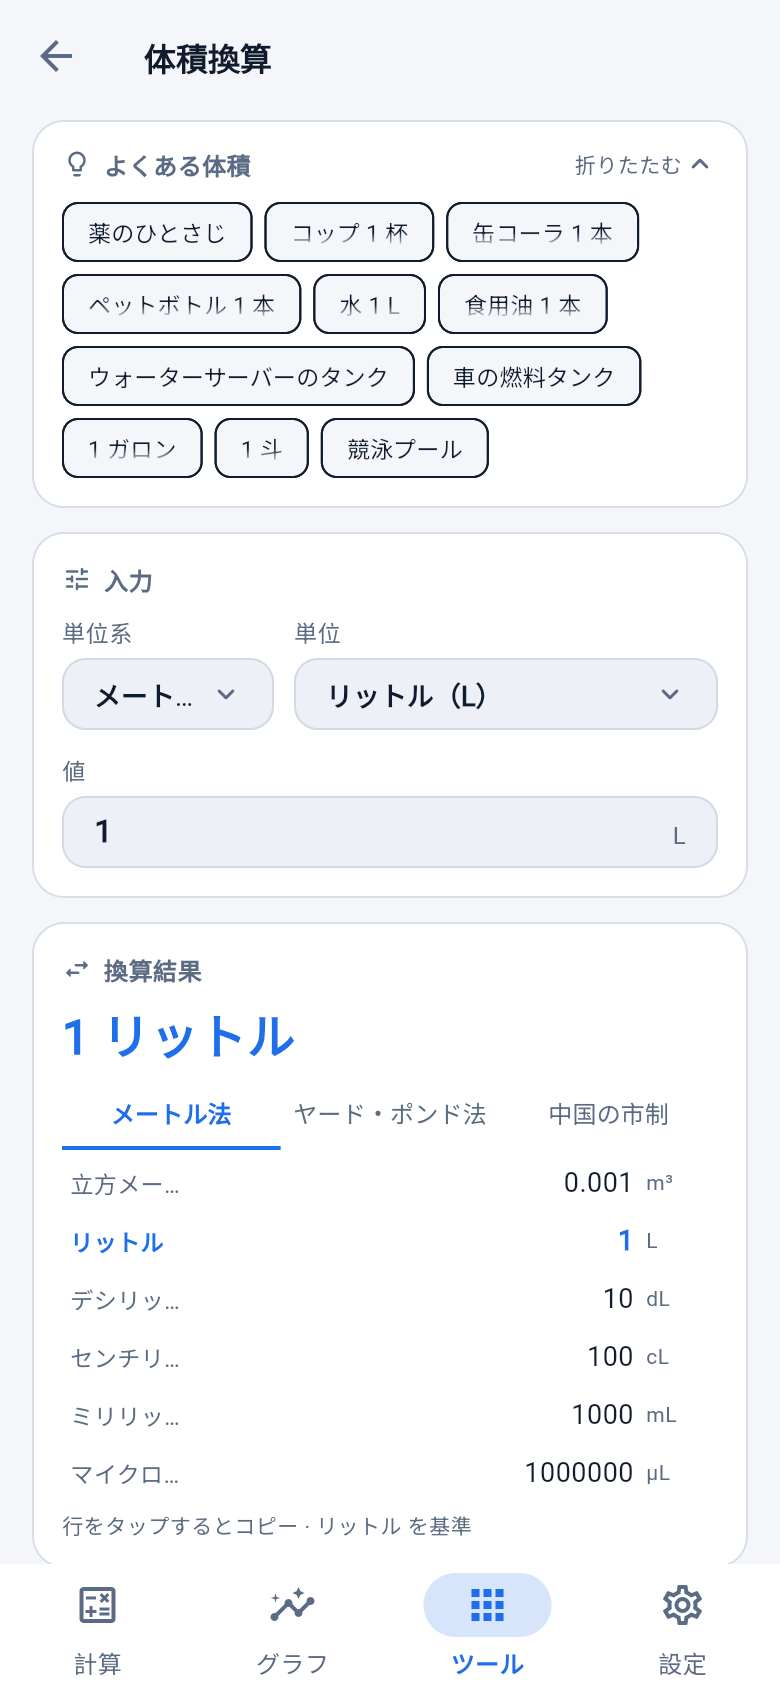 体積換算
よくある体積
折りたたむ
薬のひとさじ
コップ 1 杯
缶コーラ 1 本
ペットボトル 1 本
水 1 L
食用油 1 本
ウォーターサーバーのタンク
車の燃料タンク
1 ガロン
1 斗
競泳プール
入力
単位系
単位
メート...
リットル（L）
値
1
L
換算結果
1 リットル
メートル法
ヤード・ポンド法
中国の市制
立方メー...
0.001 m³
リットル
1 L
デシリッ...
10 dL
センチリ...
100 cL
ミリリッ...
1000 mL
マイクロ...
1000000 μL
行をタップするとコピー · リットル を基準
計算
グラフ
ツール
設定